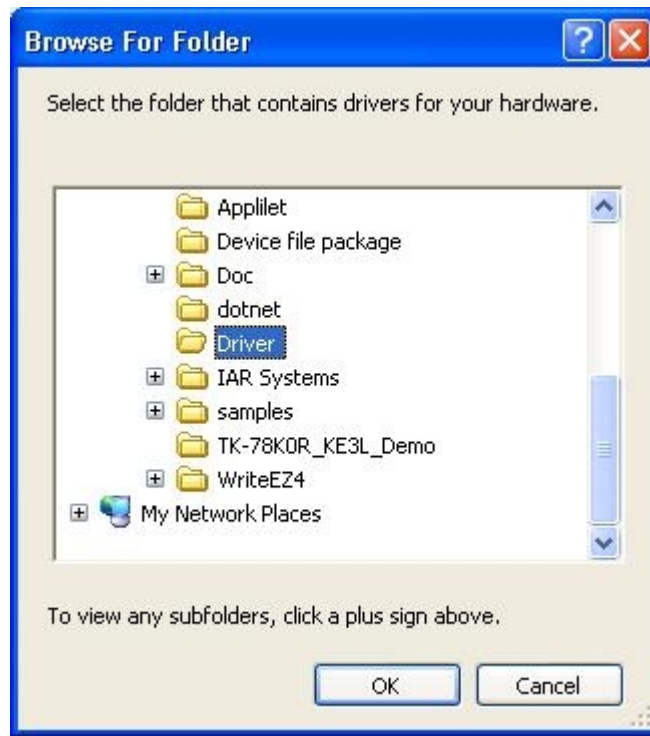 Browse For Folder
Select the folder that contains drivers for your hardware.
Applilet
Device file package
Doc
dotnet
Driver
IAR Systems
samples
TK-78K0R_KE3L_Demo
WriteEZ4
My Network Places
To view any subfolders, click a plus sign above.
OK Cancel